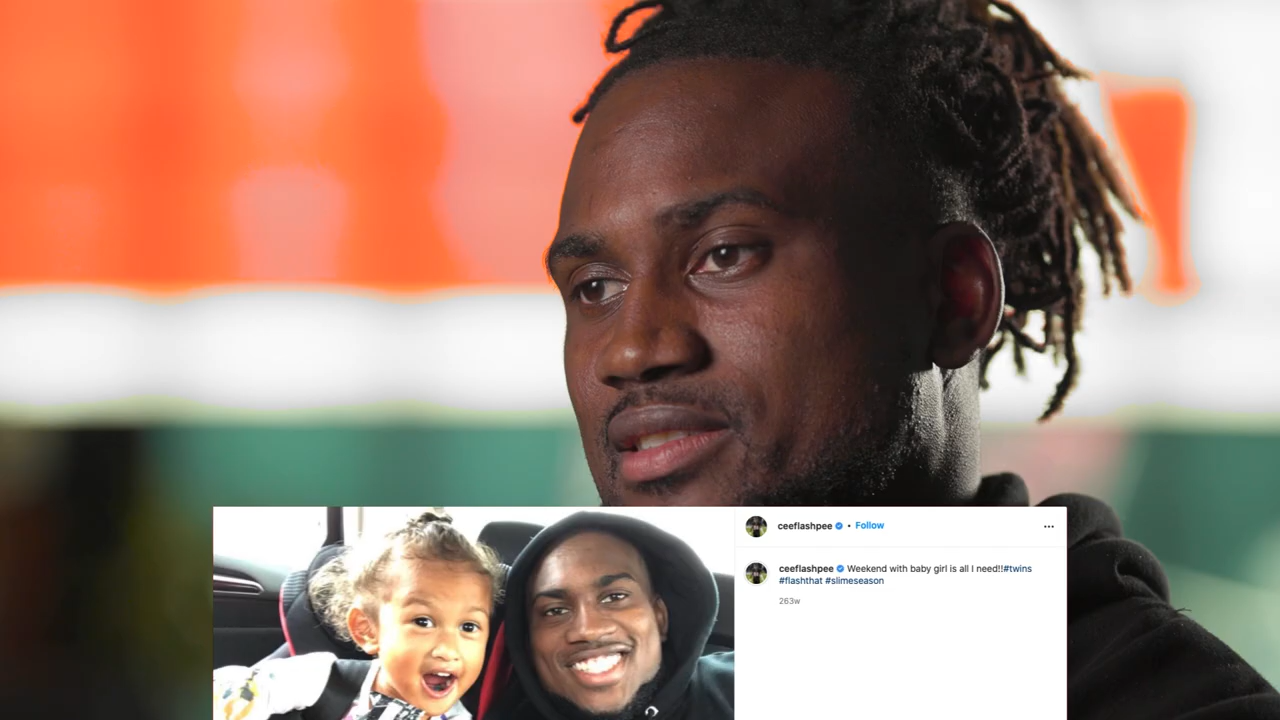 ceeflashpee • Follow
ceeflashpee Weekend with baby girl is all I need!!#twins
#flashthat #slimeseason
263w